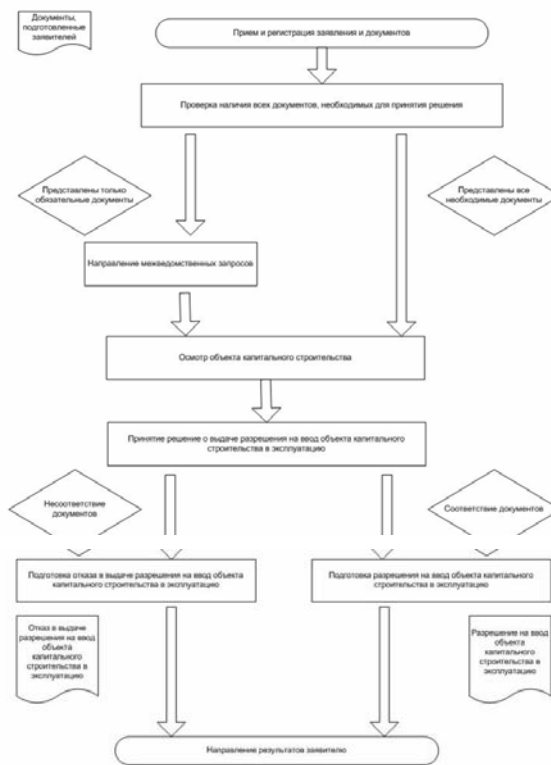 Документы,
подготовленные
заявителей
Прием и регистрация заявления и документов
Проверка наличия всех документов, необходимых для принятия решения
Представлены только
обязательные документы
Представлены все
необходимые документы
Направление межведомственных запросов
Осмотр объекта капитального строительства
Принятие решение о выдаче разрешения на ввод объекта капитального
строительства в эксплуатацию
Несоответствие
документов
Соответствие документов
Подготовка отказа в выдаче разрешения на ввод объекта
капитального строительства в эксплуатацию
Подготовка разрешения на ввод объекта капитального
строительства в эксплуатацию
Отказ в выдаче
разрешения на ввод
объекта
капитального
строительства в
эксплуатацию
Разрешение на ввод
объекта
капитального
строительства в
эксплуатацию
Направление результатов заявителю